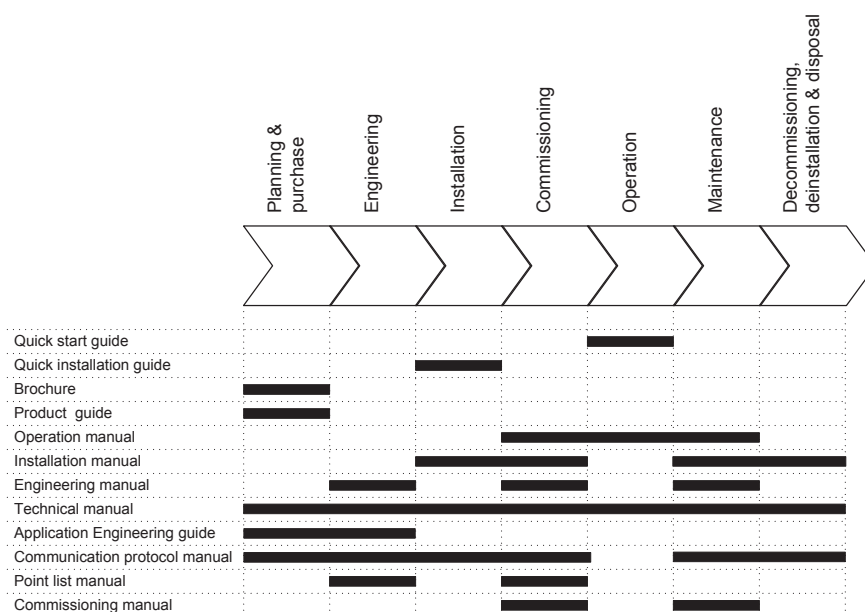 Planning &
purchase
Engineering
Installation
Commissioning
Operation
Maintenance
Decommissioning,
deinstallation & disposal
Quick start guide
Quick installation guide
Brochure
Product guide
Operation manual
Installation manual
Engineering manual
Technical manual
Application Engineering guide
Communication protocol manual
Point list manual
Commissioning manual